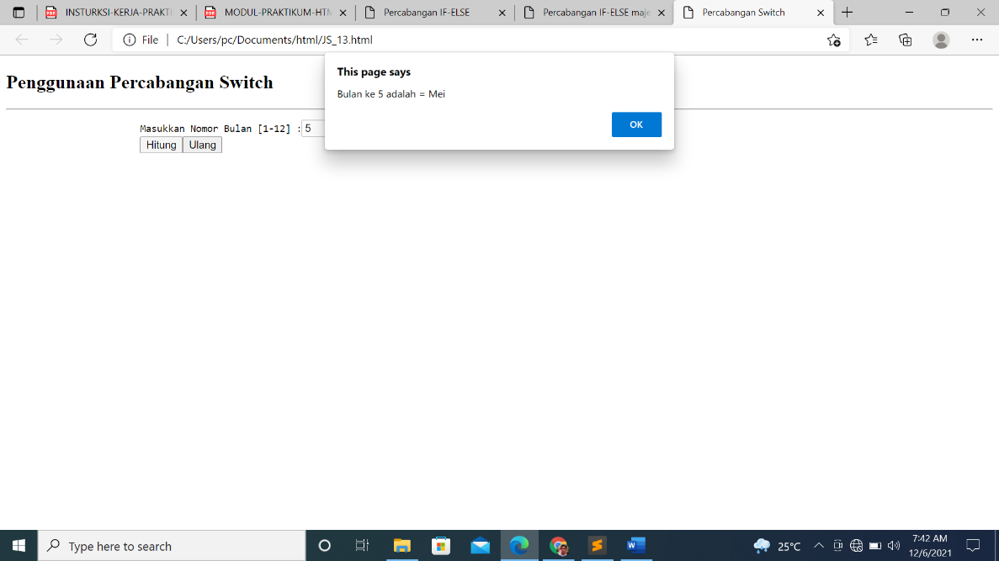 INSTURKSI-KERJA-PRAKTI
MODUL-PRAKTIKUM-HTM
Percabangan IF-ELSE
Percabangan IF-ELSE maje
Percabangan Switch
File
C:/Users/pc/Documents/html/JS_13.html
This page says
Bulan ke 5 adalah = Mei
OK
Penggunaan Percabangan Switch
Masukkan Nomor Bulan [1-12] :5
Hitung Ulang
Type here to search
25°C
7:42 AM
12/6/2021